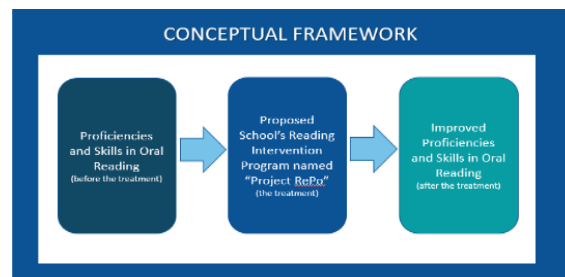 CONCEPTUAL FRAMEWORK
Proficiencies
and Skills in Oral
Reading
(before the treatment)
Proposed
School's Reading
Intervention
Program named
"Project RePo"
(the treatment)
Improved
Proficiencies
and Skills in Oral
Reading
(after the treatment)